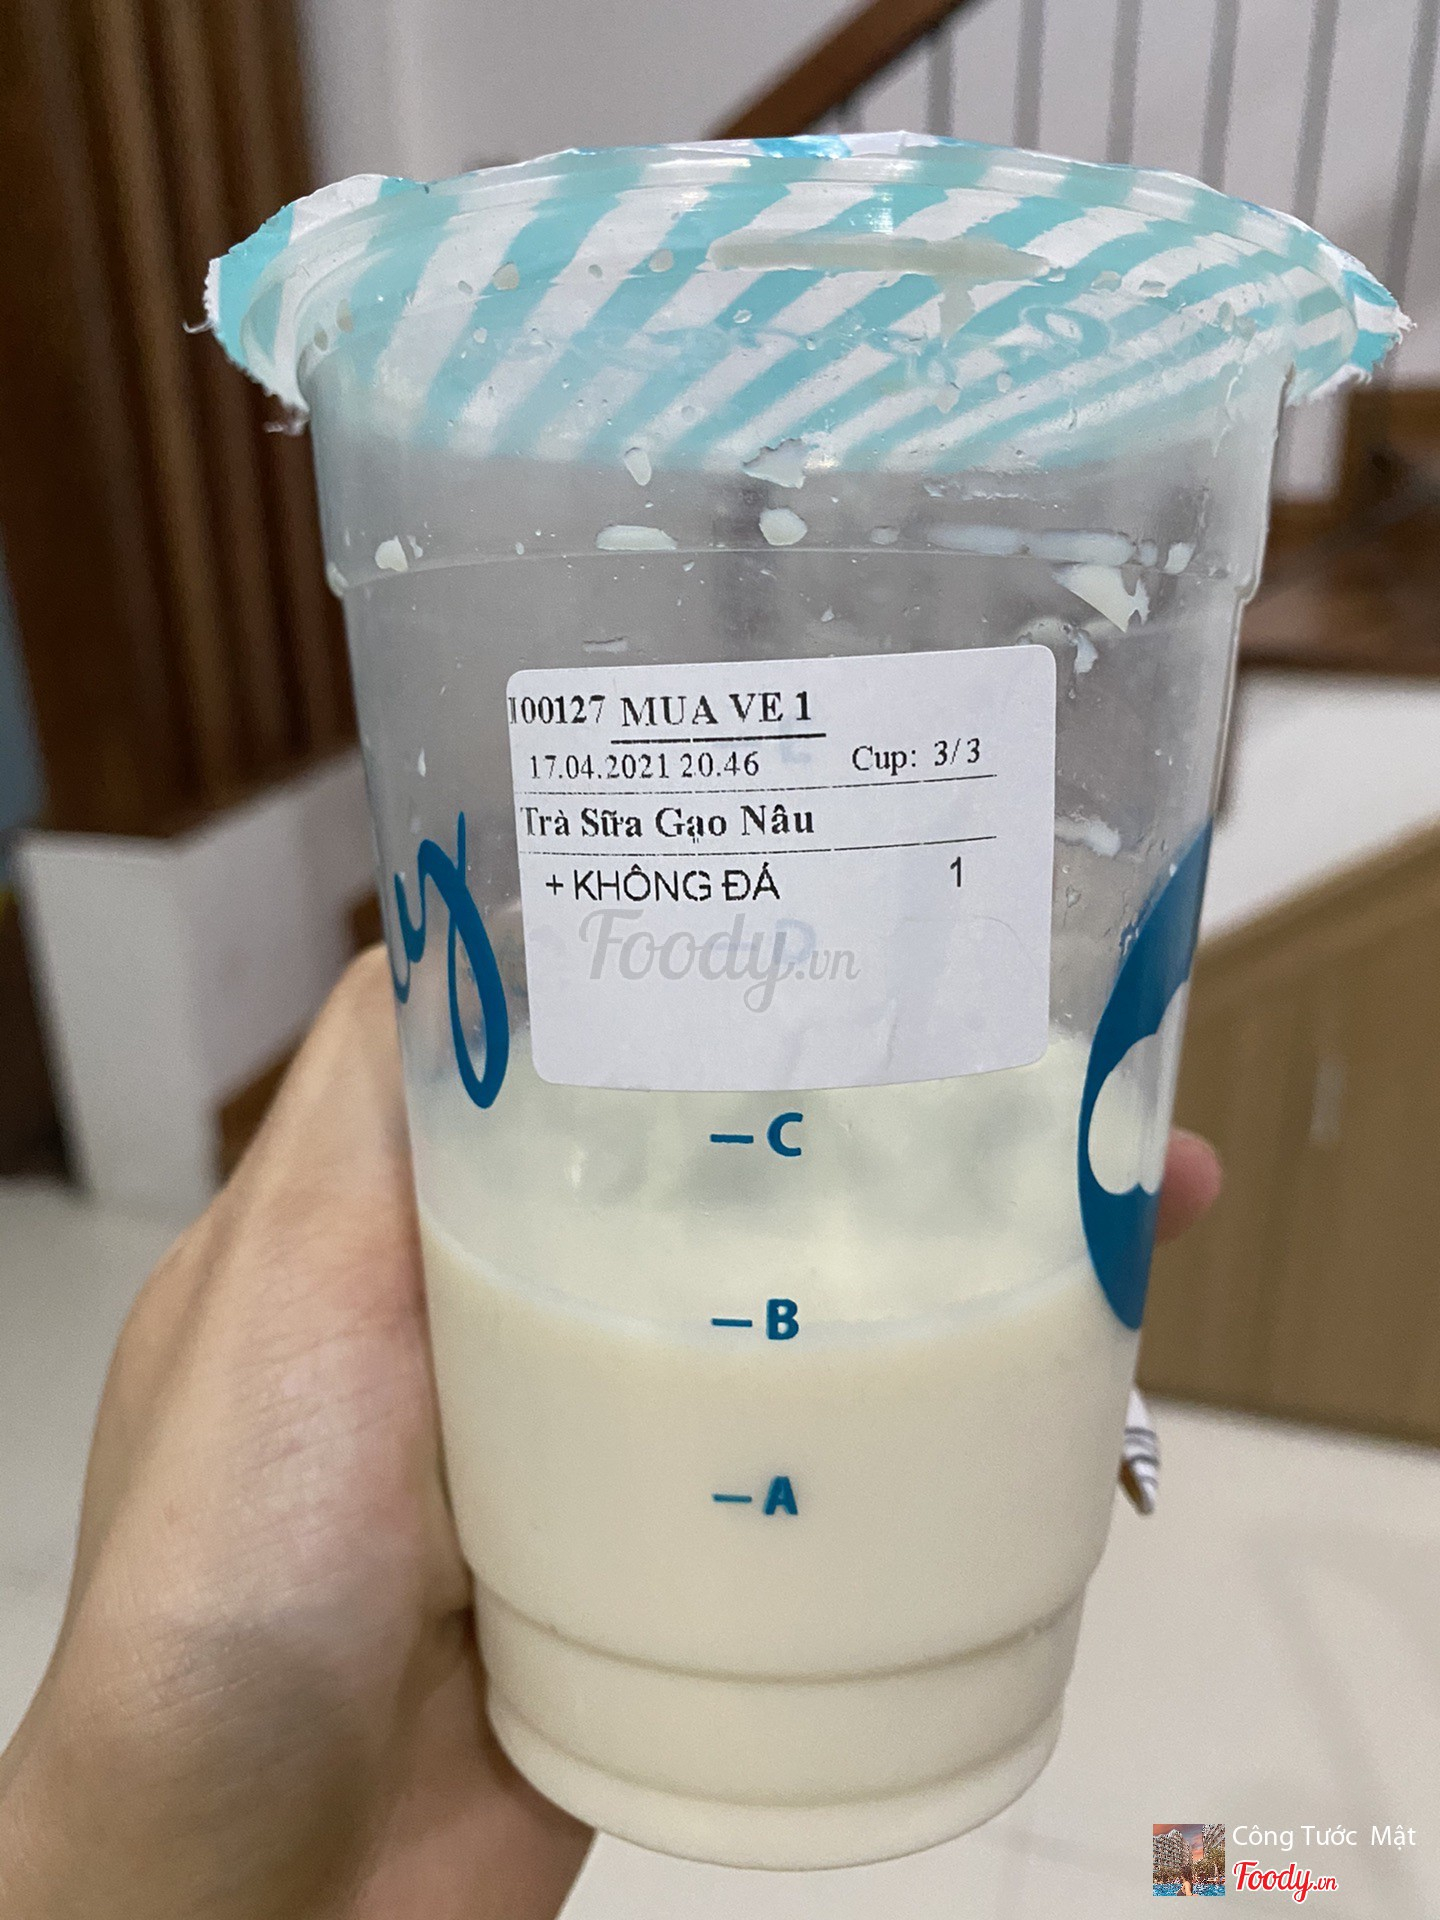 100127 MUA VE 1
17.04.2021 20.46 Cup: 3/3
Trà Sữa Gạo Nâu
+ KHÔNG ĐÁ 1
Foody.vn
C
B
A
Công Tước Mật
Foody.vn